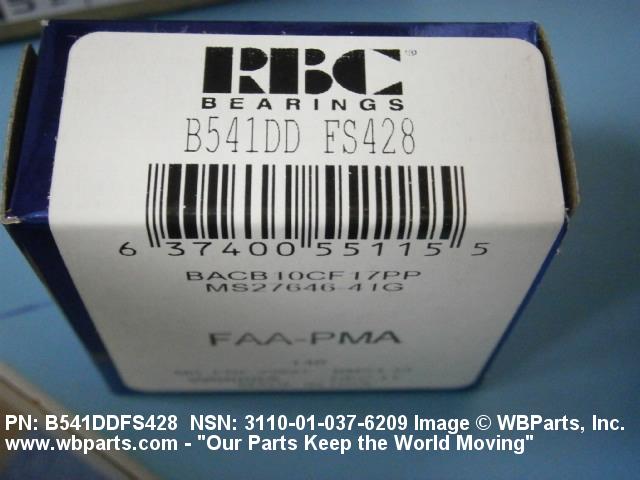 RBC
BEARINGS
B541DD FS428
6 37400 55115 5
BACB10CF17PP
MS27646-41G
FAA-PMA
PN: B541DDFS428 NSN: 3110-01-037-6209 Image © WBParts, Inc.
www.wbparts.com - "Our Parts Keep the World Moving"